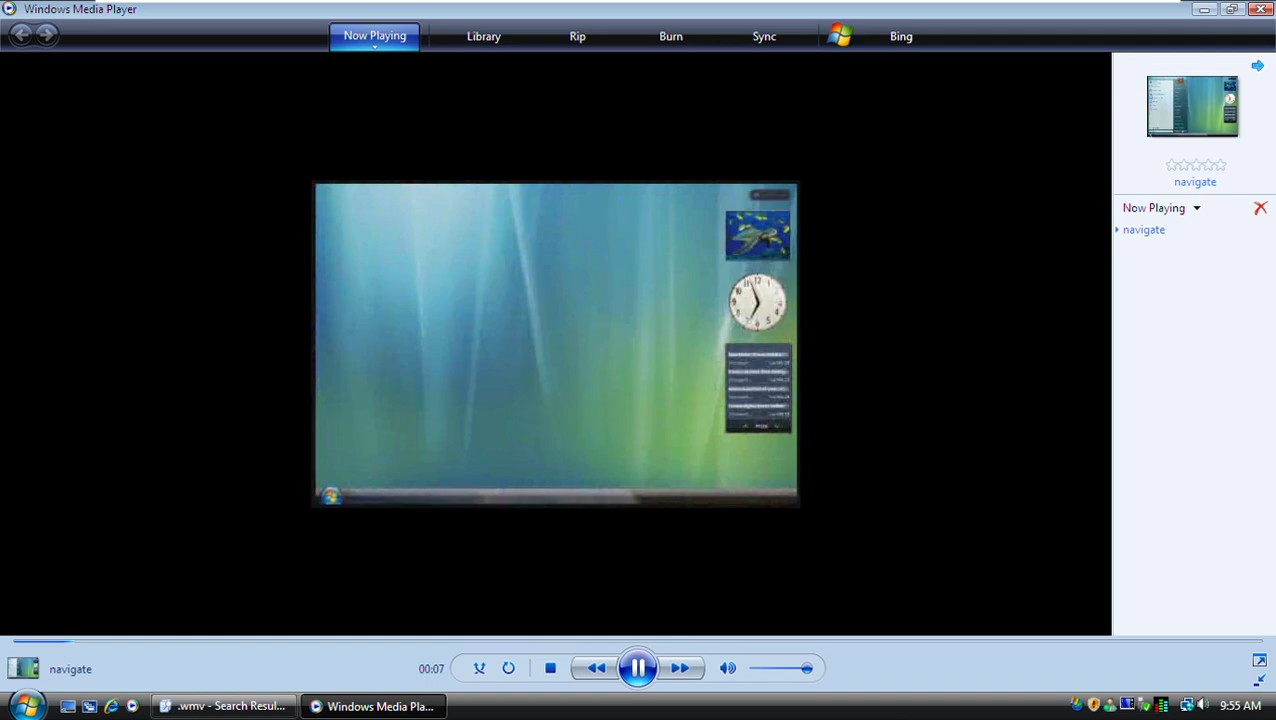 Windows Media Player
Now Playing Library Rip Burn Sync Bing
navigate
Now Playing
navigate
12
navigate 00:07
.wmv - Search Resul... Windows Media Pla... 9:55 AM